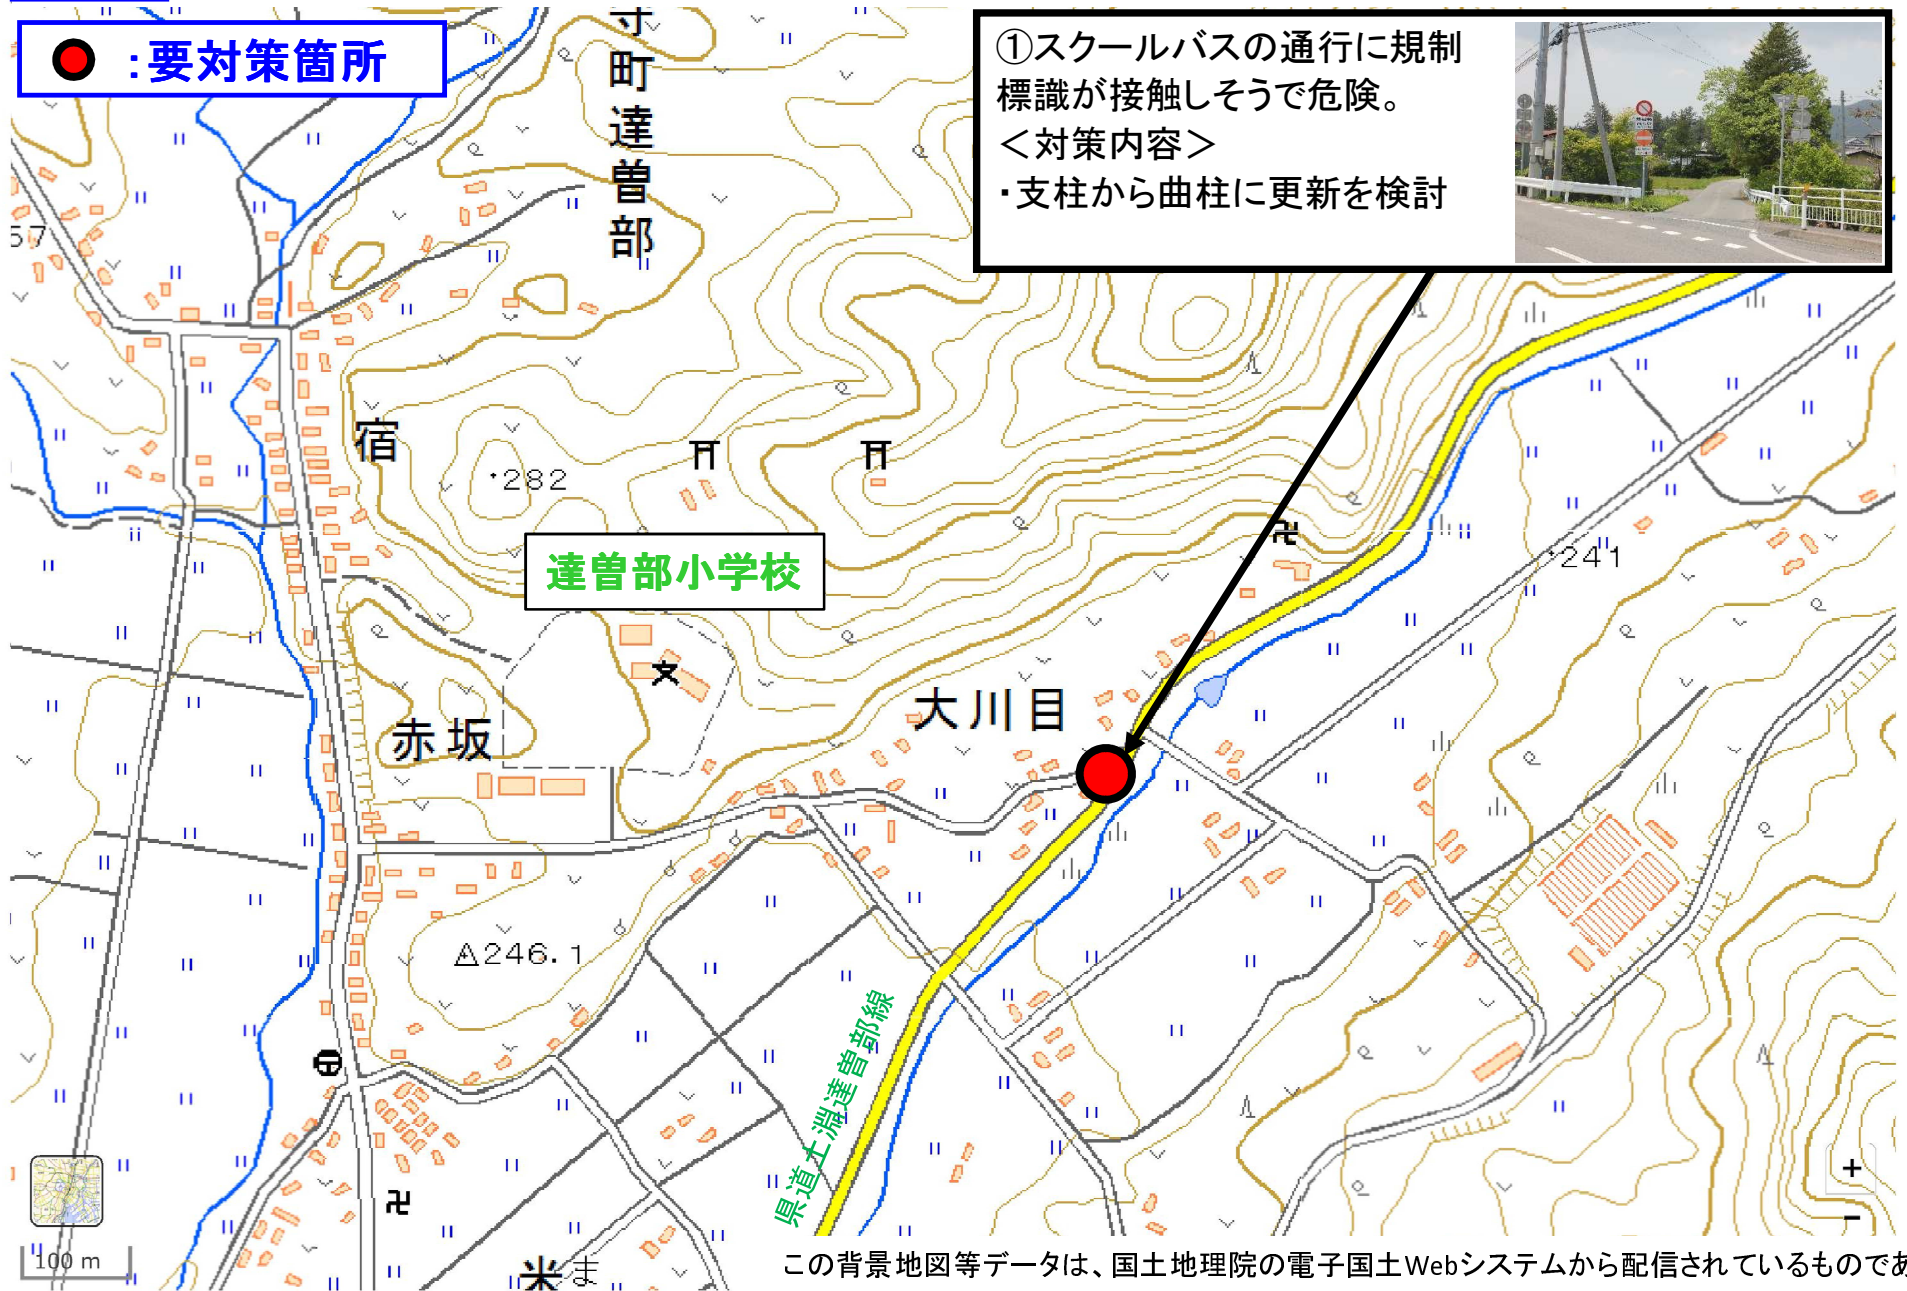 :要対策箇所
①スクールバスの通行に規制
標識が接触しそうで危険。
<対策内容>
・支柱から曲柱に更新を検討
寺町達曽部
57
宿
282
達曽部小学校
241
大川目
赤坂
246.1
県道土淵達曽部線
米
ま
100 m
+
-
この背景地図等データは、国土地理院の電子国土Webシステムから配信されているものであ